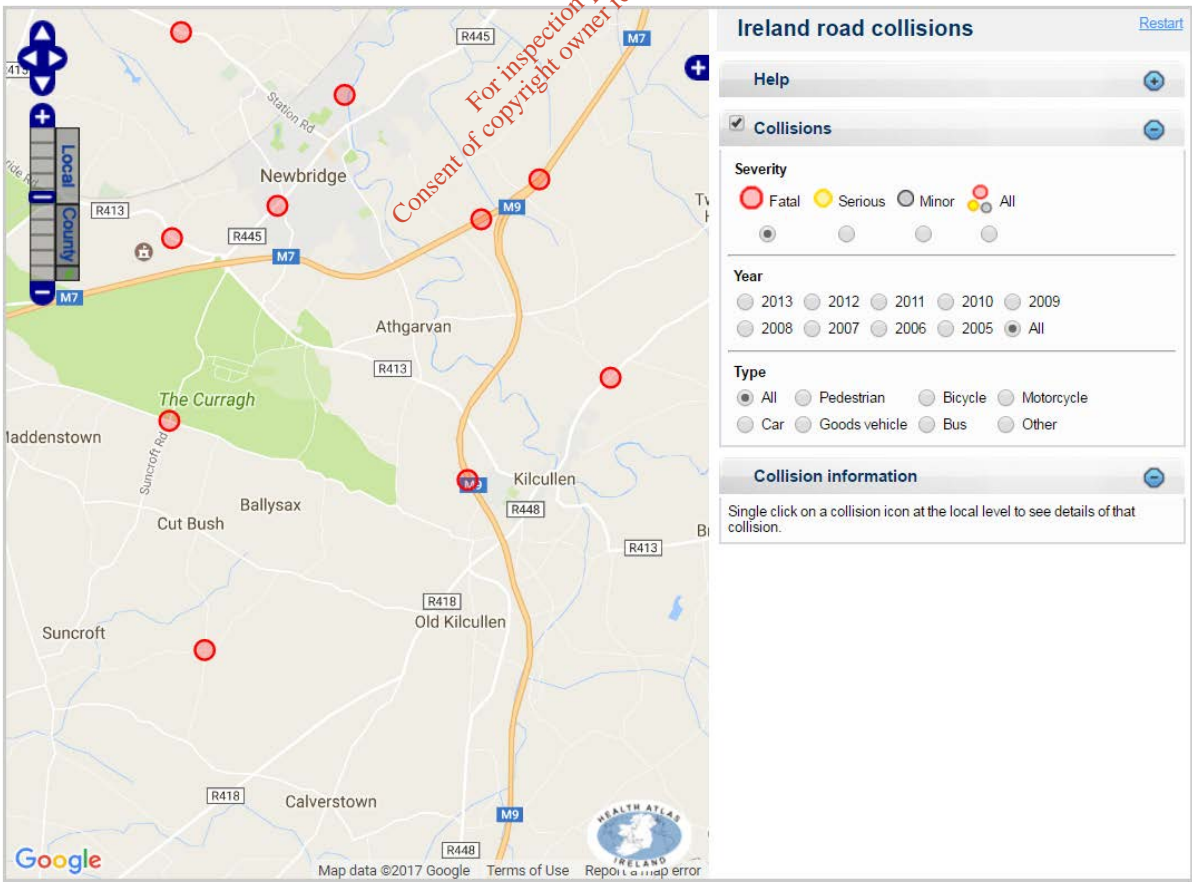 R445
M7
For inspection
Consent of copyright owner re
Station Rd
Newbridge
R413
R445
M9
M7
M7
Local
County
Athgarvan
R413
The Curragh
Suncroft Rd
Ballysax
Cut Bush
M9
Kilcullen
R448
R413
R418
Old Kilcullen
Suncroft
R418
Calverstown
M9
R448
HEALTH ATLAS
IRELAND
Google
Map data ©2017 Google Terms of Use Report a map error
Ireland road collisions
Restart
Help
Collisions
Severity
Fatal Serious Minor All
Year
2013 2012 2011 2010 2009
2008 2007 2006 2005 All
Type
All Pedestrian Bicycle Motorcycle
Car Goods vehicle Bus Other
Collision information
Single click on a collision icon at the local level to see details of that
collision.